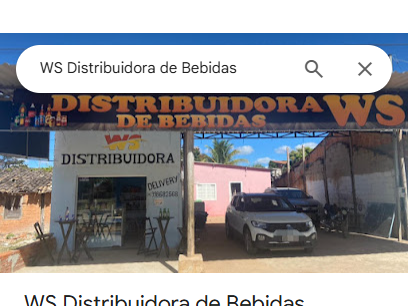 WS Distribuidora de Bebidas
DISTRIBUIDORA WS
DE BEBIDAS
WS
DISTRIBUIDORA
DELIVERY
WS Distribuidora de Bebidas